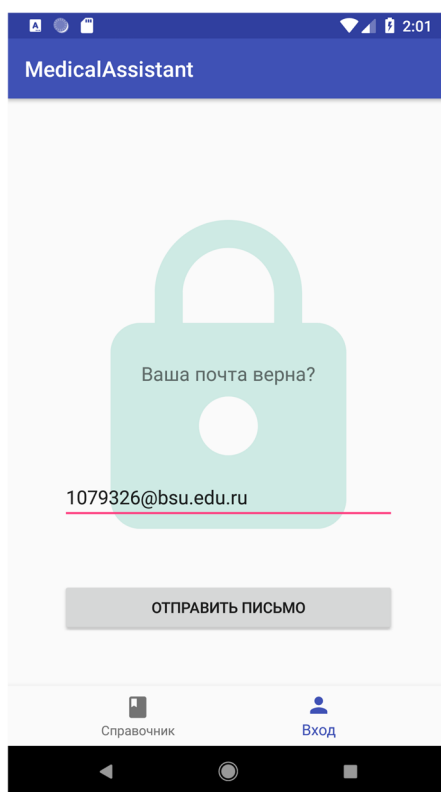 2:01
MedicalAssistant
Ваша почта верна?
1079326@bsu.edu.ru
ОТПРАВИТЬ ПИСЬМО
Справочник
Вход